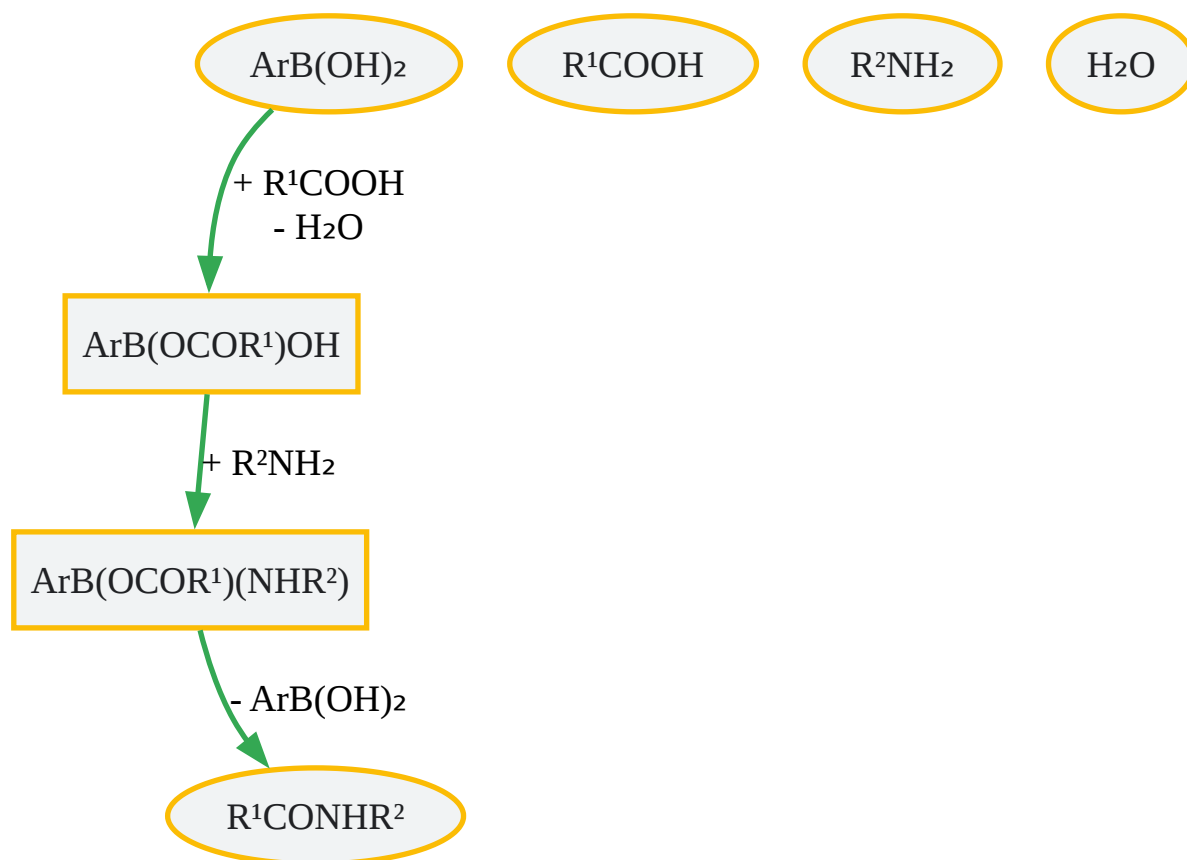 ArB(OH)₂
R¹COOH
R²NH₂
H₂O
+ R¹COOH
- H₂O
ArB(OCOR¹)OH
+ R²NH₂
ArB(OCOR¹)(NHR²)
- ArB(OH)₂
R¹CONHR²